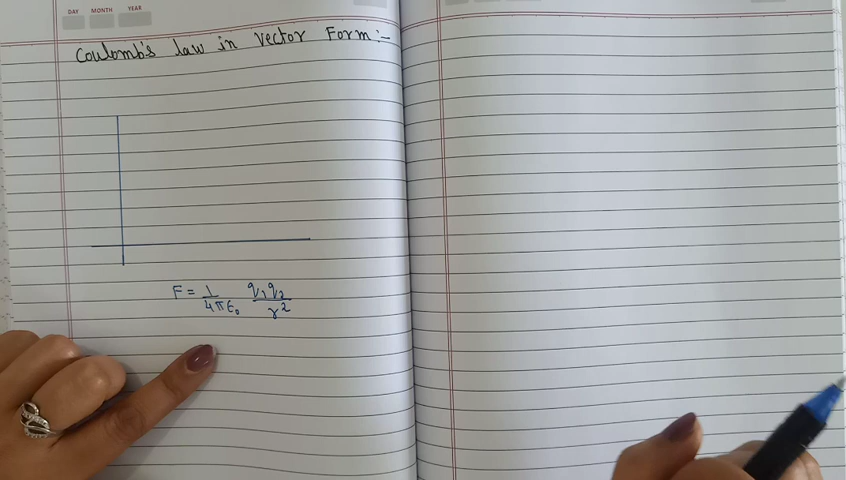 DAY MONTH YEAR
Coulomb's law in Vector Form:-
F = 1/4πε₀ q₁q₂/r²